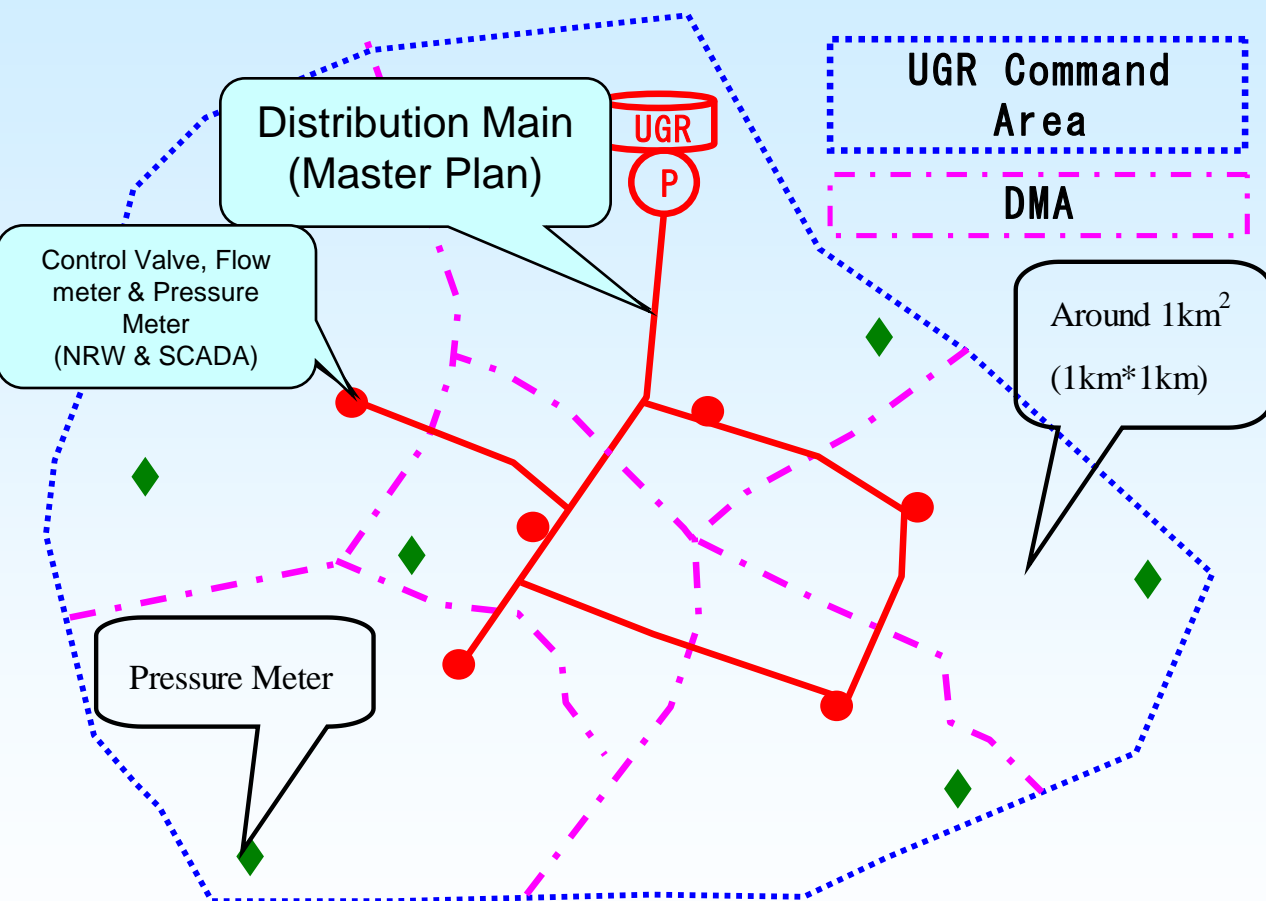 UGR Command
Area
Distribution Main
(Master Plan)
UGR
P
DMA
Control Valve, Flow
meter & Pressure
Meter
(NRW & SCADA)
Around 1km²
(1km*1km)
Pressure Meter